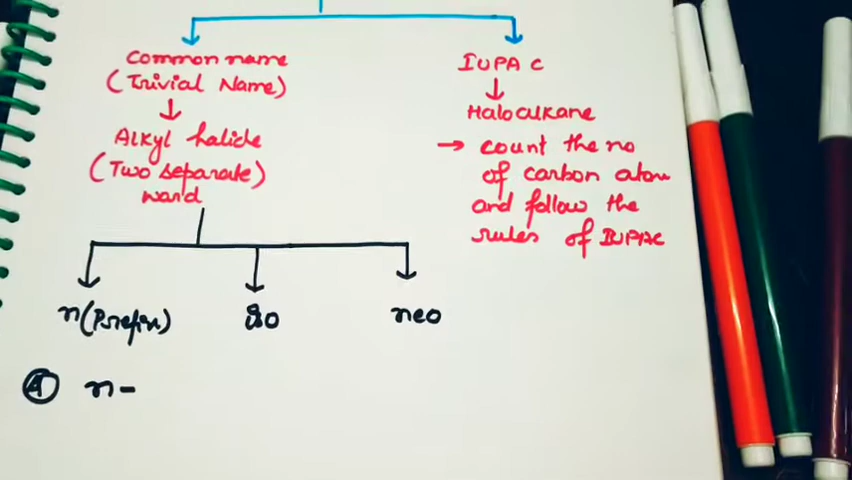 Common name
(Trivial Name)
Alkyl halide
(Two separate)
word
n(Prefix)
iso
neo
A n-
IUPAC
Haloalkane
→ count the no
of carbon atom
and follow the
rules of IUPAC